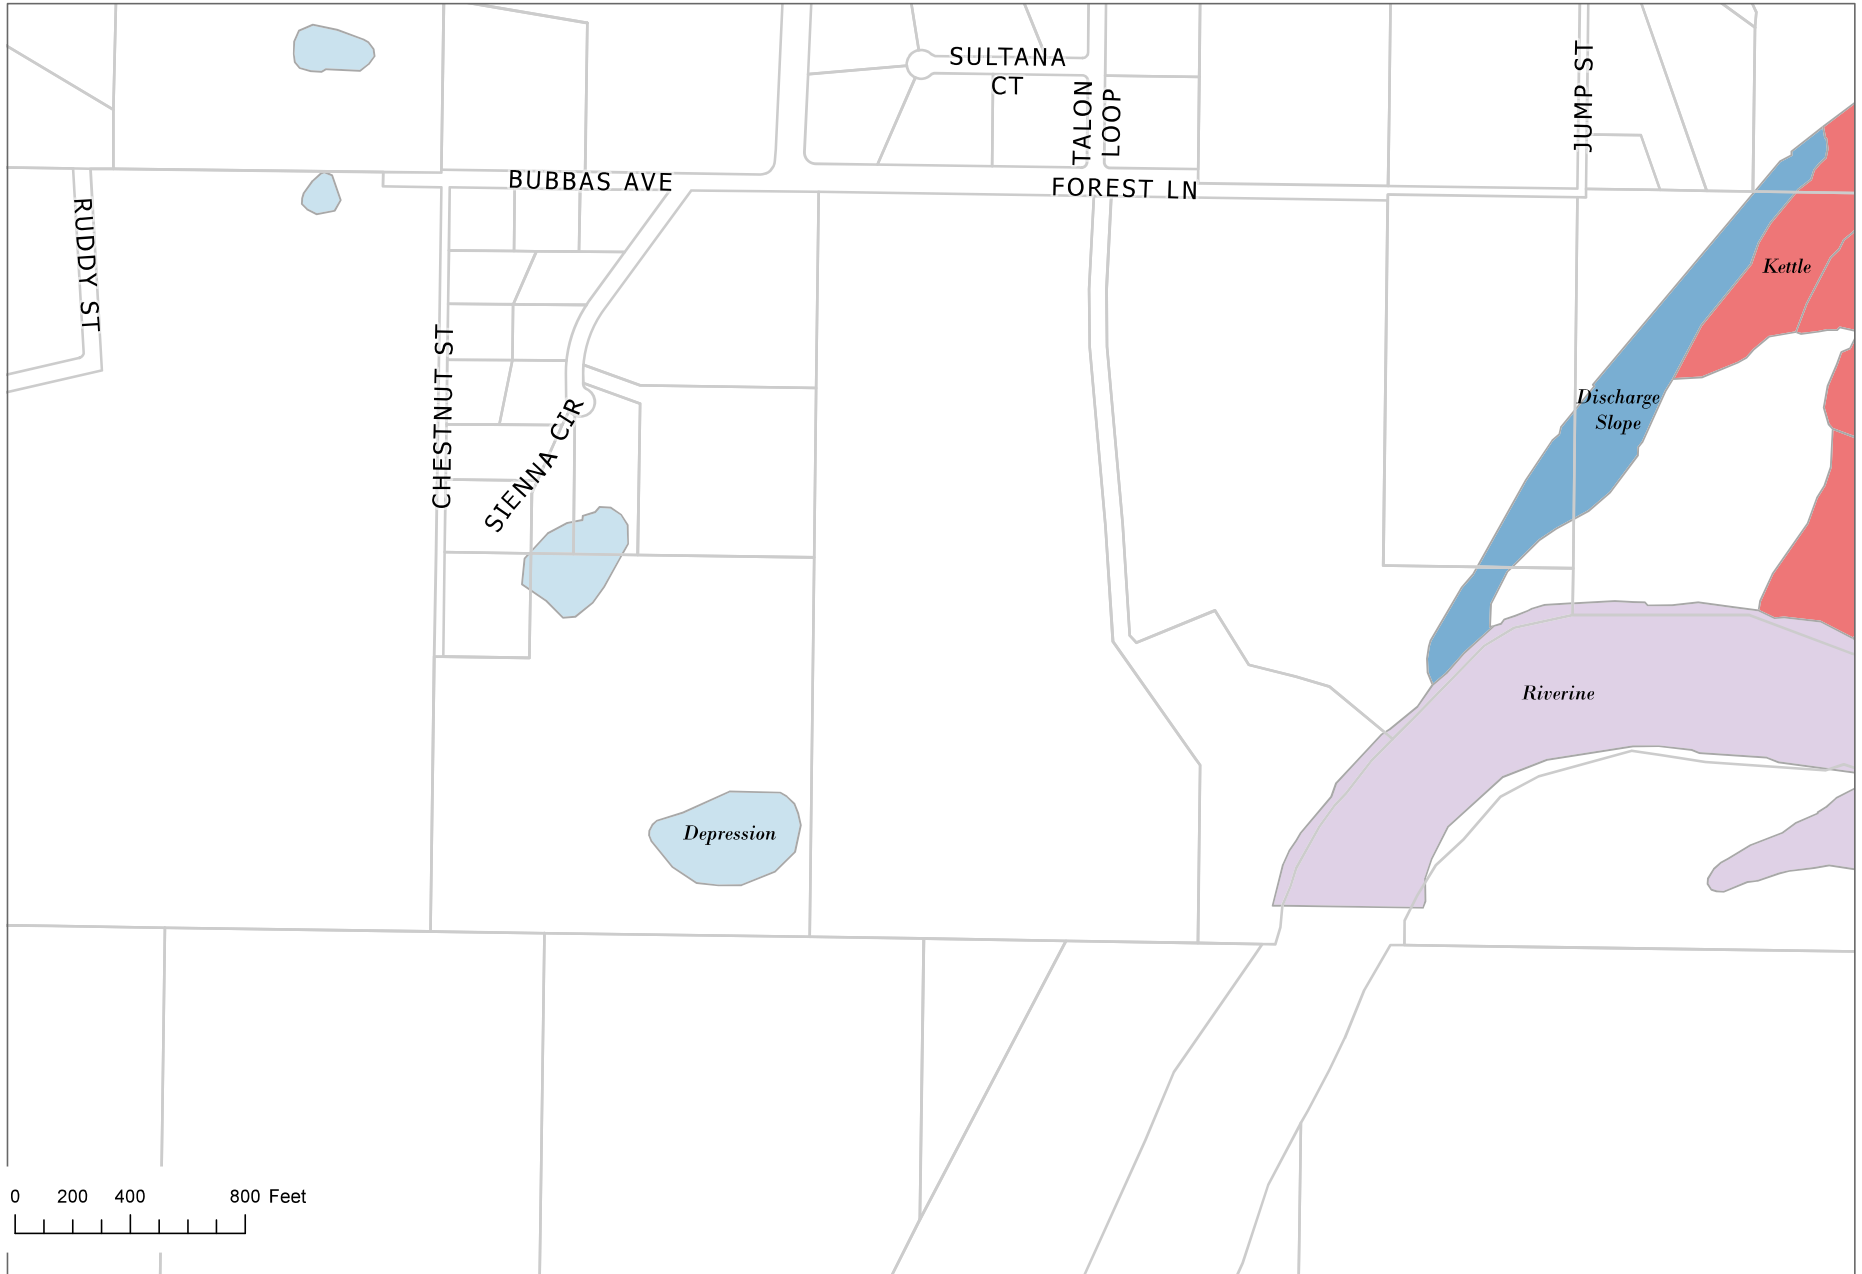 SULTANA
CT
TALON
LOOP
JUMP ST
BUBBAS AVE
FOREST LN
RUDDY ST
Kettle
CHESTNUT ST
SIENNA CIR
Discharge
Slope
Riverine
Depression
0 200 400 800 Feet